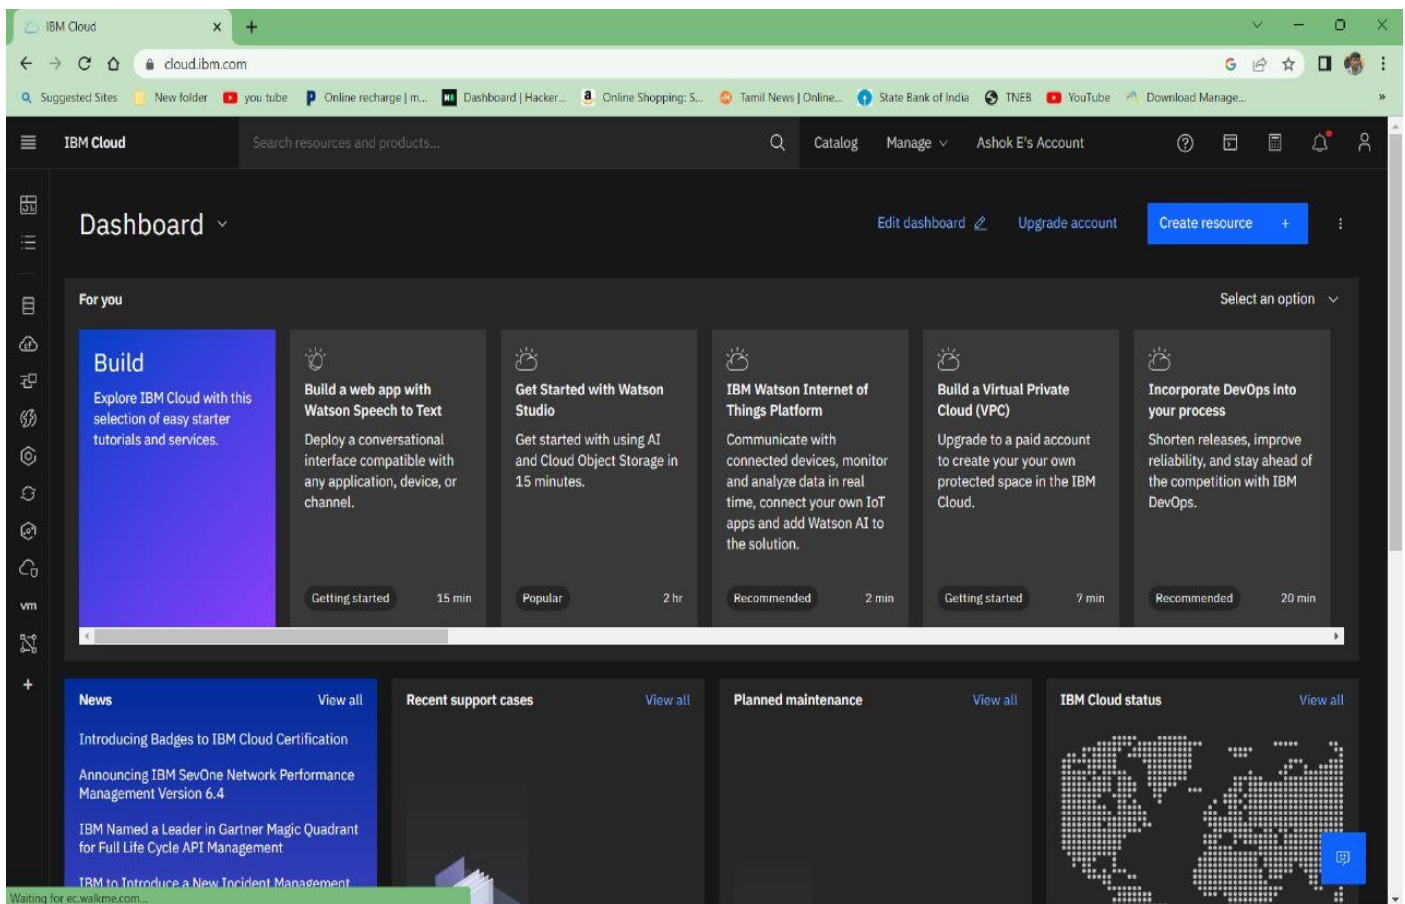 IBM Cloud
cloud.ibm.com
Suggested Sites New folder you tube Online recharge | m... Dashboard | Hacker... Online Shopping: S... Tamil News | Online... State Bank of India TNEB YouTube Download Manage... »
IBM Cloud Search resources and products... Catalog Manage Ashok E's Account
Dashboard
Edit dashboard Upgrade account Create resource +
For you
Select an option
Build
Explore IBM Cloud with this
selection of easy starter
tutorials and services.
Build a web app with
Watson Speech to Text
Deploy a conversational
interface compatible with
any application, device, or
channel.
Getting started 15 min
Get Started with Watson
Studio
Get started with using AI
and Cloud Object Storage in
15 minutes.
Popular 2 hr
IBM Watson Internet of
Things Platform
Communicate with
connected devices, monitor
and analyze data in real
time, connect your own IoT
apps and add Watson AI to
the solution.
Recommended 2 min
Build a Virtual Private
Cloud (VPC)
Upgrade to a paid account
to create your your own
protected space in the IBM
Cloud.
Getting started 7 min
Incorporate DevOps into
your process
Shorten releases, improve
reliability, and stay ahead of
the competition with IBM
DevOps.
Recommended 20 min
vm
News View all
Introducing Badges to IBM Cloud Certification
Announcing IBM SevOne Network Performance
Management Version 6.4
IBM Named a Leader in Gartner Magic Quadrant
for Full Life Cycle API Management
IBM to Introduce a New Incident Management
Recent support cases View all
Planned maintenance View all
IBM Cloud status View all
Waiting for ec.walkme.com...